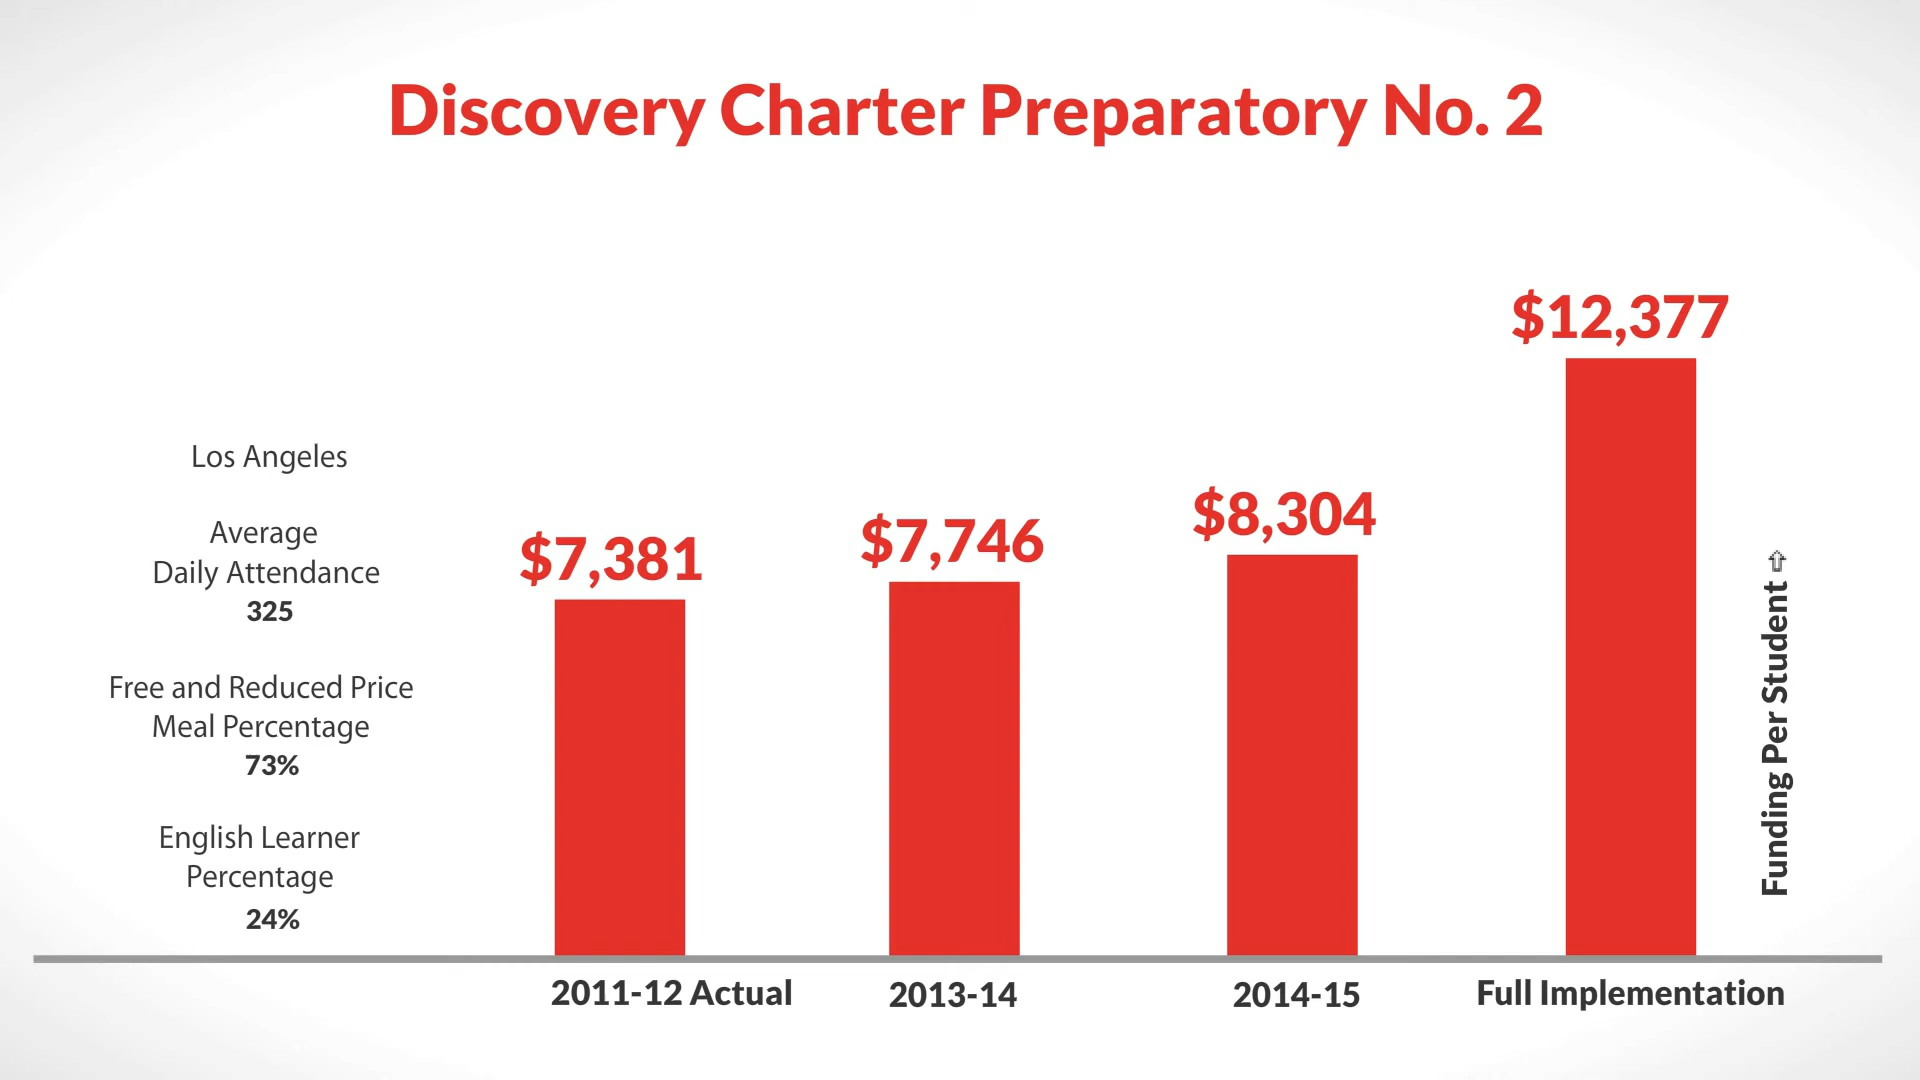 Discovery Charter Preparatory No. 2
Los Angeles
Average
Daily Attendance
325
Free and Reduced Price
Meal Percentage
73%
English Learner
Percentage
24%
$7,381
$7,746
$8,304
$12,377
2011-12 Actual
2013-14
2014-15
Full Implementation
Funding Per Student ⇨